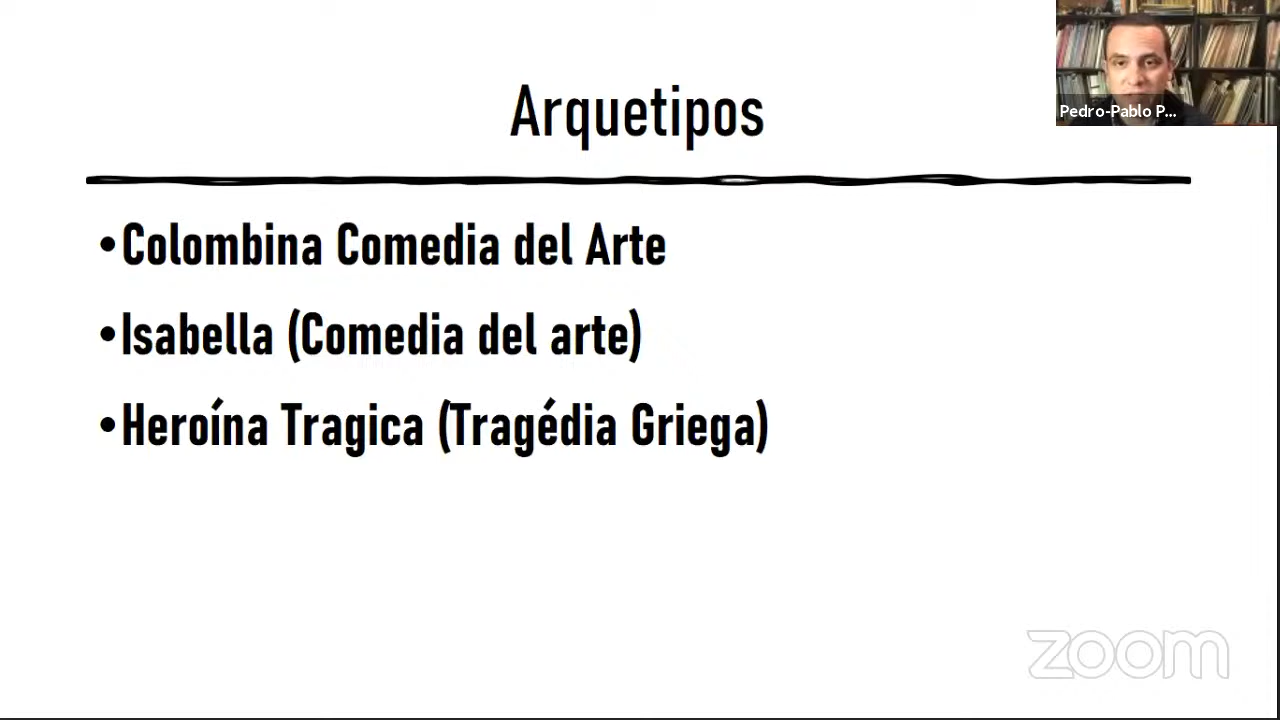 Arquetipos
Pedro-Pablo P...
•Colombina Comedia del Arte
•Isabella (Comedia del arte)
•Heroína Tragica (Tragédia Griega)
zoom